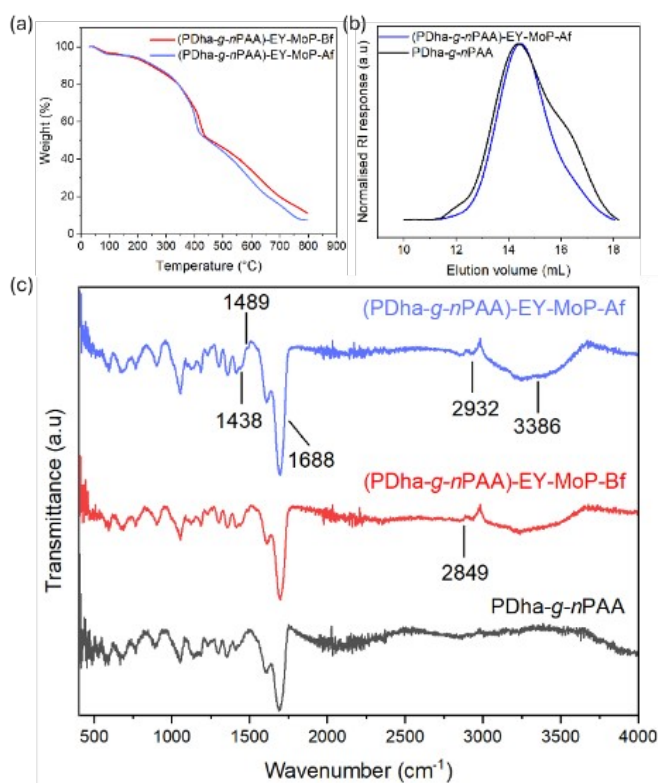 (a)
(PDha-g-nPAA)-EY-MoP-Bf
(PDha-g-nPAA)-EY-MoP-Af
Weight (%)
100
80
60
40
20
0
0 100 200 300 400 500 600 700 800 900
Temperature (°C)
(b)
(PDha-g-nPAA)-EY-MoP-Af
PDha-g-nPAA
Normalised RI response (a u)
10 12 14 16 18
Elution volume (mL)
(c)
1489
(PDha-g-nPAA)-EY-MoP-Af
1438
1688
2932
3386
(PDha-g-nPAA)-EY-MoP-Bf
2849
PDha-g-nPAA
Transmittance (a.u)
500 1000 1500 2000 2500 3000 3500 4000
Wavenumber (cm⁻¹)